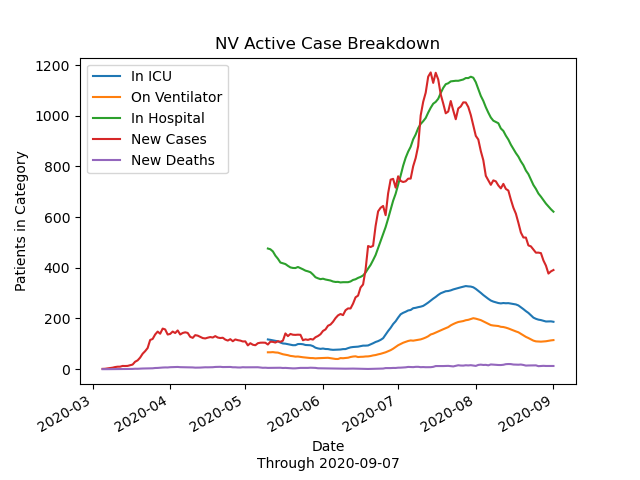 NV Active Case Breakdown
In ICU
On Ventilator
In Hospital
New Cases
New Deaths
Patients in Category
1200
1000
800
600
400
200
0
2020-03
2020-04
2020-05
2020-06
2020-07
2020-08
2020-09
Date
Through 2020-09-07